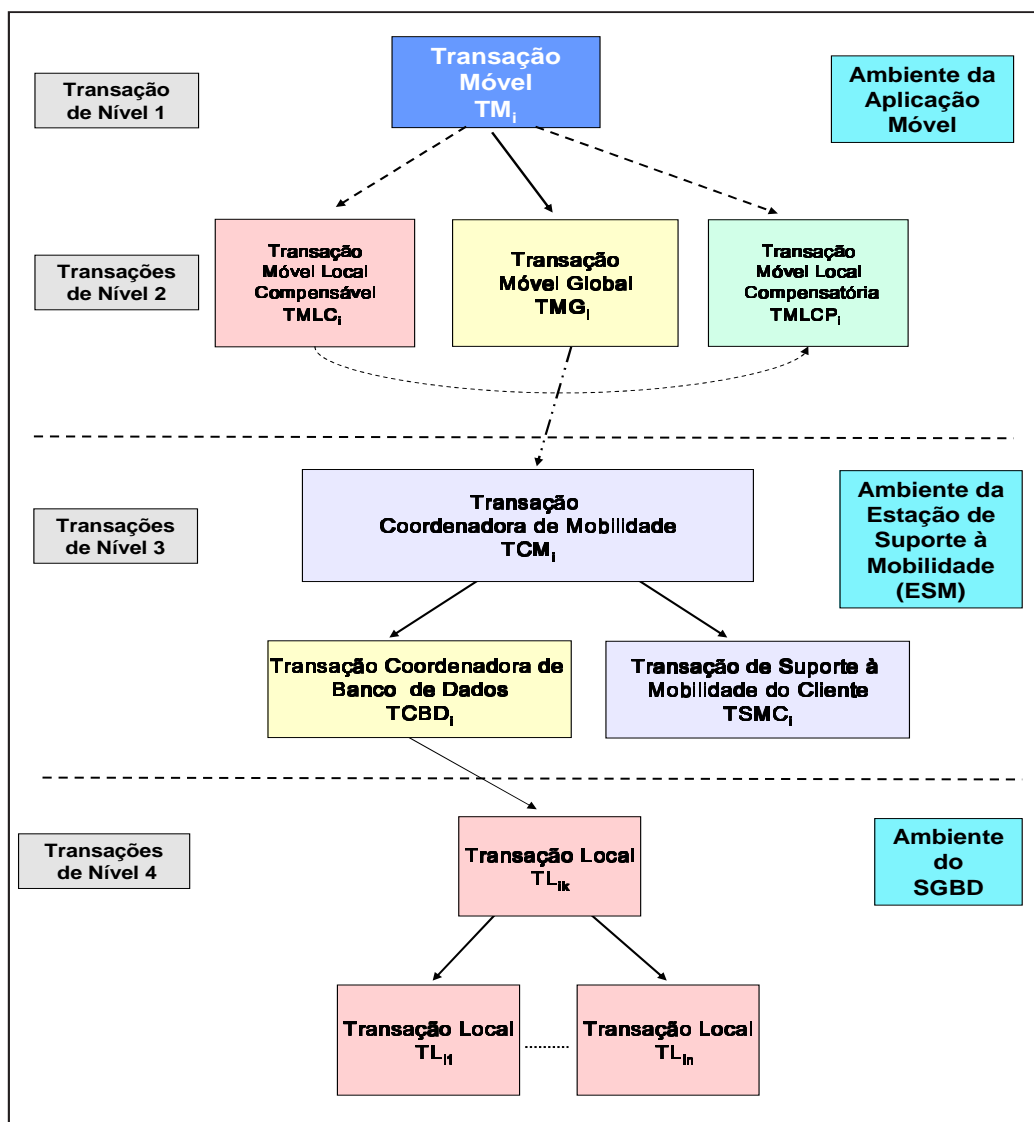 Transação
Móvel
TMi
Transação
de Nível 1
Ambiente da
Aplicação
Móvel
Transações
de Nível 2
Transação
Móvel Local
Compensável
TMLCi
Transação
Móvel Global
TMGi
Transação
Móvel Local
Compensatória
TMLCPi
Transações
de Nível 3
Transação
Coordenadora de Mobilidade
TCMi
Ambiente da
Estação de
Suporte à
Mobilidade
(ESM)
Transação Coordenadora de
Banco de Dados
TCBDi
Transação de Suporte à
Mobilidade do Cliente
TSMCi
Transações
de Nível 4
Transação Local
TLik
Ambiente
do
SGBD
Transação Local
TLi1
..........
Transação Local
TLin